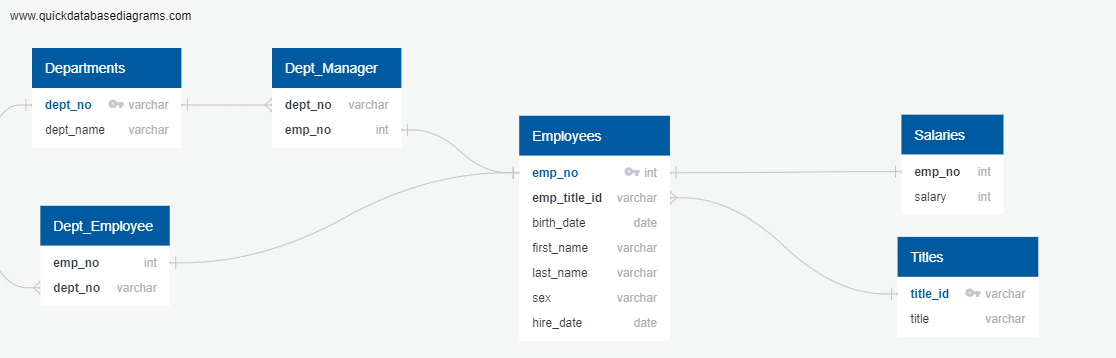 www.quickdatabasediagrams.com
Departments
dept_no varchar
dept_name varchar
Dept_Manager
dept_no varchar
emp_no int
Employees
emp_no int
emp_title_id varchar
birth_date date
first_name varchar
last_name varchar
sex varchar
hire_date date
Salaries
emp_no int
salary int
Dept_Employee
emp_no int
dept_no varchar
Titles
title_id varchar
title varchar